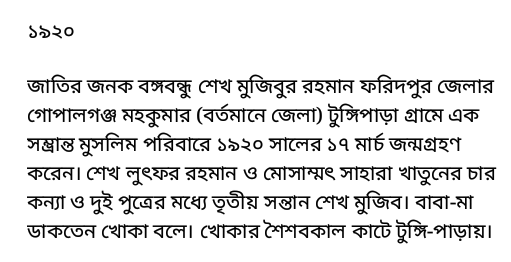 ১৯২০
জাতির জনক বঙ্গবন্ধু শেখ মুজিবুর রহমান ফরিদপুর জেলার
গোপালগঞ্জ মহকুমার (বর্তমানে জেলা) টুঙ্গিপাড়া গ্রামে এক
সম্ভ্রান্ত মুসলিম পরিবারে ১৯২০ সালের ১৭ মার্চ জন্মগ্রহণ
করেন। শেখ লুৎফর রহমান ও মোসাম্মৎ সাহারা খাতুনের চার
কন্যা ও দুই পুত্রের মধ্যে তৃতীয় সন্তান শেখ মুজিব। বাবা-মা
ডাকতেন খোকা বলে। খোকার শৈশবকাল কাটে টুঙ্গি-পাড়ায়।